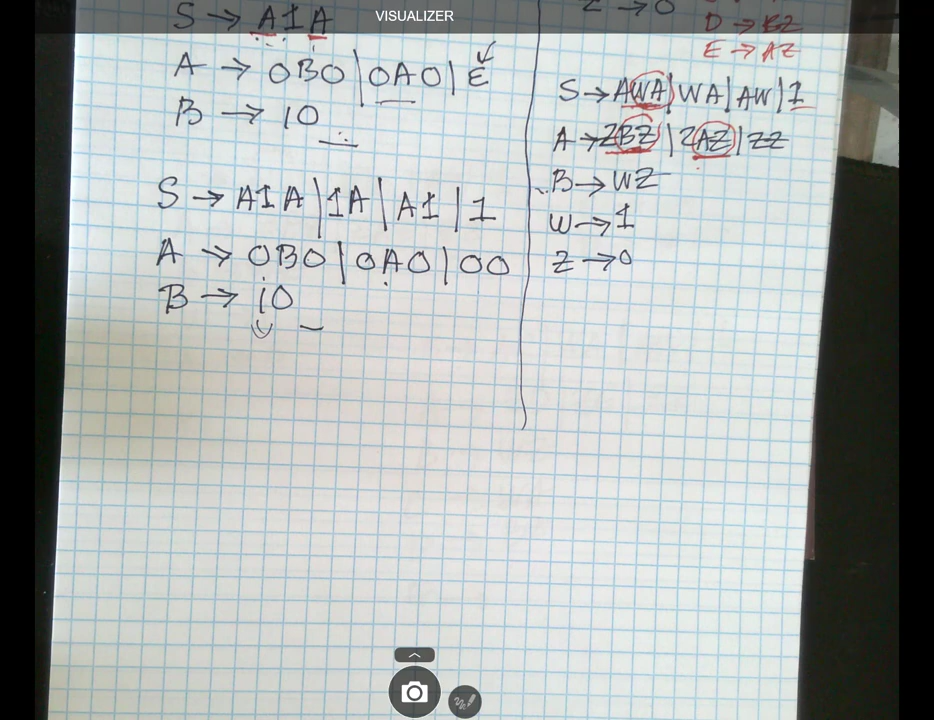 VISUALIZER
S → A1A
A → 0B0 | 0A0 | ε
B → 10
S → A1A | 1A | A1 | 1
A → 0B0 | 0A0 | 00
B → 10
Z → 0
D → BZ
E → AZ
S → AWA | WA | AW | 1
A → ZBZ | ZAZ | ZZ
B → WZ
W → 1
Z → 0